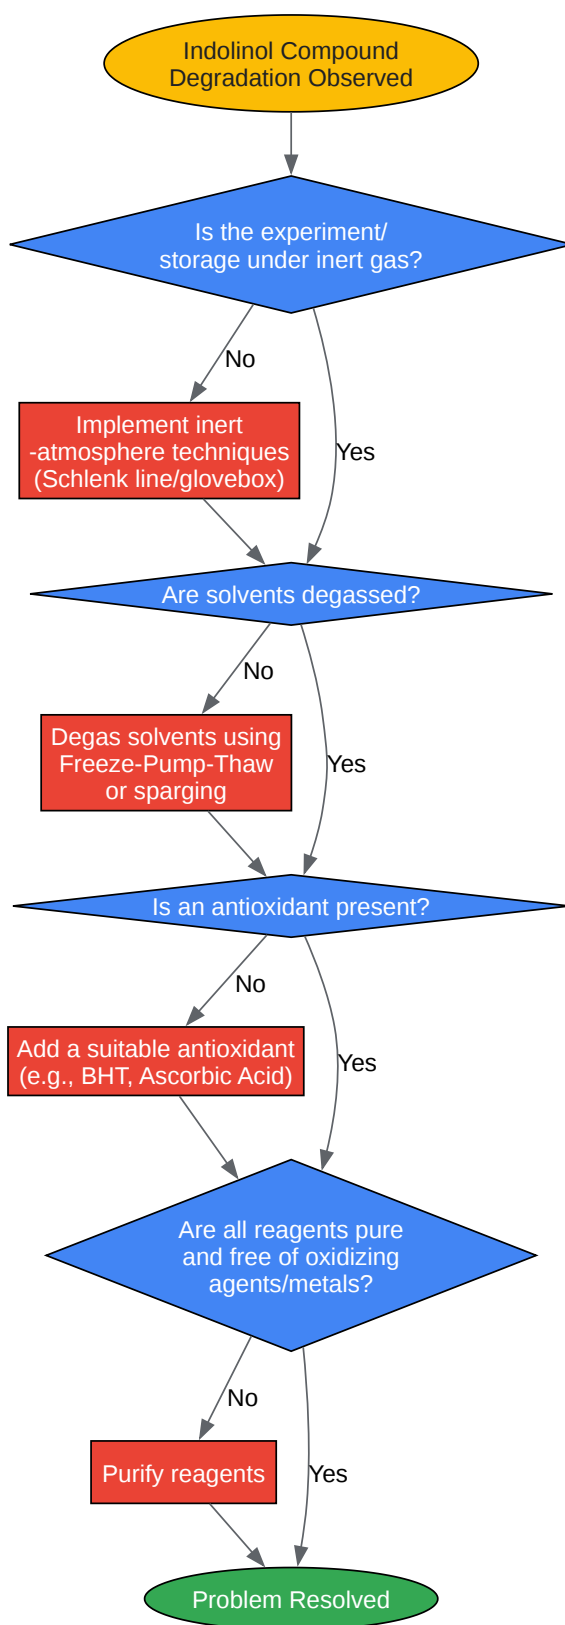 Indolinol Compound
Degradation Observed
Is the experiment/
storage under inert gas?
No
Implement inert
-atmosphere techniques
(Schlenk line/glovebox)
Yes
Are solvents degassed?
No
Degas solvents using
Freeze-Pump-Thaw
or sparging
Yes
Is an antioxidant present?
No
Add a suitable antioxidant
(e.g., BHT, Ascorbic Acid)
Yes
Are all reagents pure
and free of oxidizing
agents/metals?
No
Purify reagents
Yes
Problem Resolved